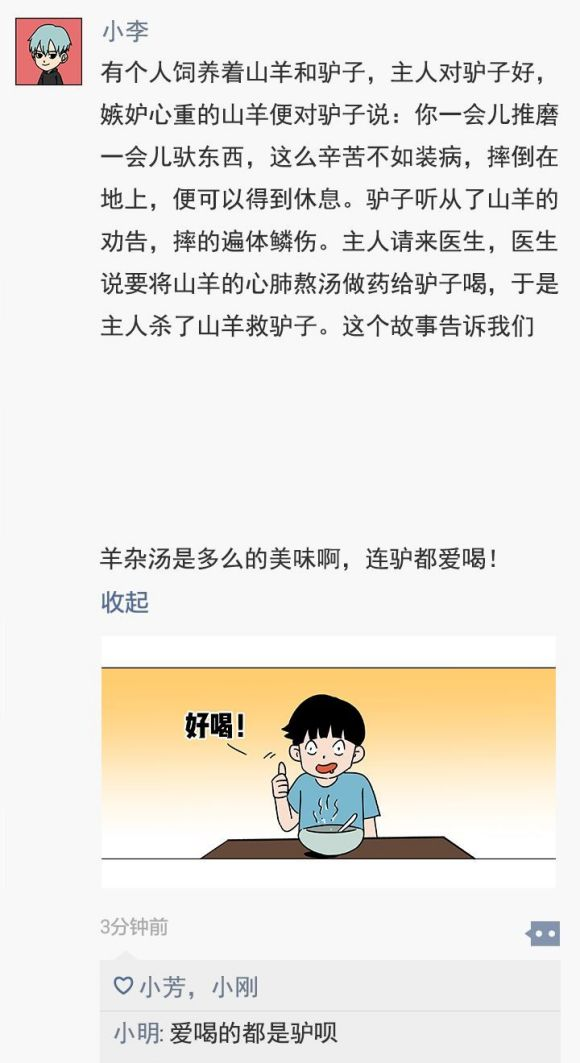 小李
有个人饲养着山羊和驴子，主人对驴子好，
嫉妒心重的山羊便对驴子说：你一会儿推磨
一会儿驮东西，这么辛苦不如装病，摔倒在
地上，便可以得到休息。驴子听从了山羊的
劝告，摔的遍体鳞伤。主人请来医生，医生
说要将山羊的心肺熬汤做药给驴子喝，于是
主人杀了山羊救驴子。这个故事告诉我们
羊杂汤是多么的美味啊，连驴都爱喝！
收起
好喝！
3分钟前
小芳，小刚
小明: 爱喝的都是驴呗